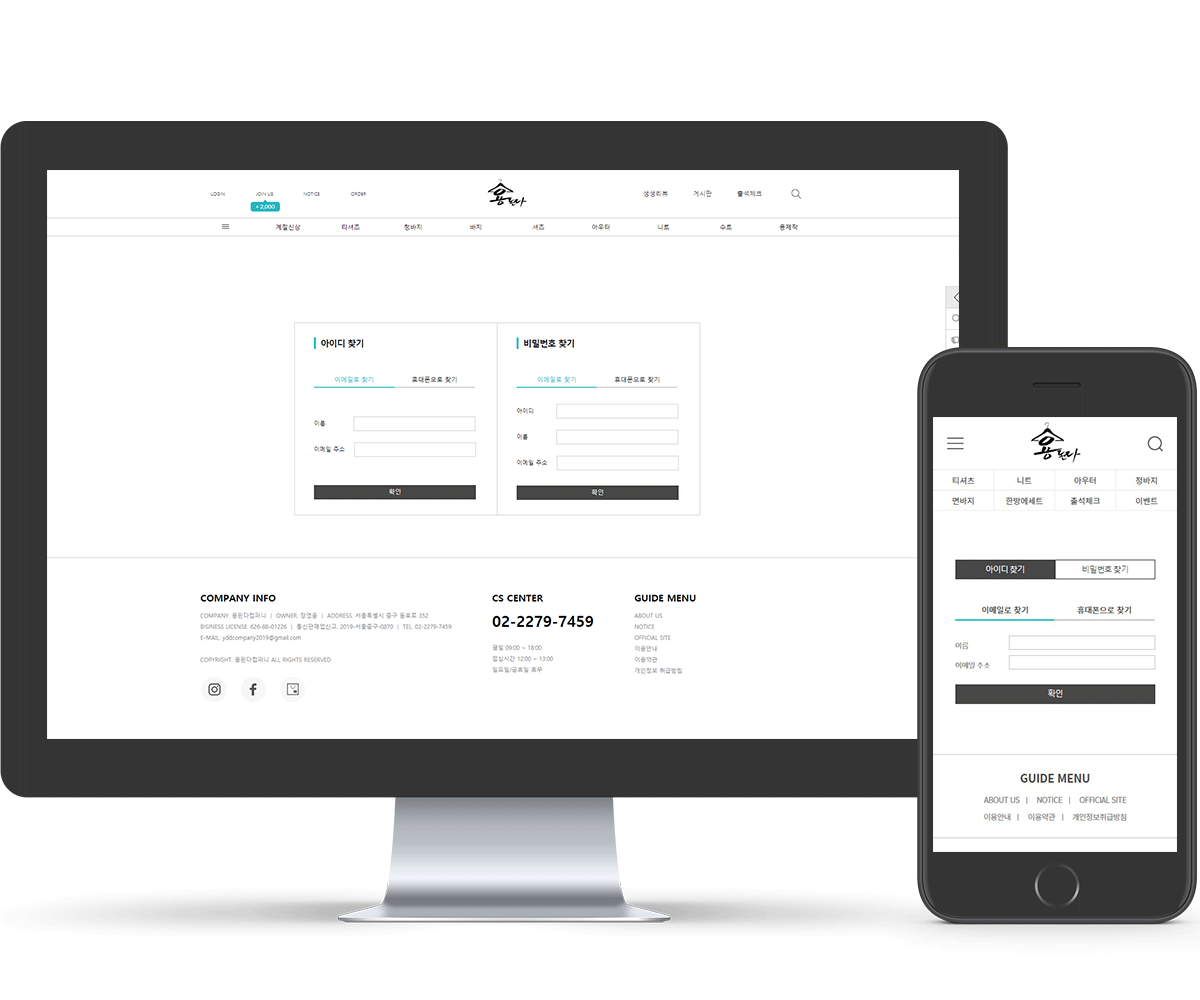 LOGIN JOIN US NOTICE ORDER 용된다 생생리뷰 게시판 출석체크
+ 2,000
계절신상 티셔츠 청바지 바지 셔츠 아우터 니트 수트 용제작
아이디 찾기
이메일로 찾기 휴대폰으로 찾기
이름
이메일 주소
확인
비밀번호 찾기
이메일로 찾기 휴대폰으로 찾기
아이디
이름
이메일 주소
확인
COMPANY INFO
COMPANY. 용된다컴퍼니 | OWNER. 장영웅 | ADDRESS. 서울특별시 중구 동호로 352
BISINESS LICENSE. 626-88-01226 | 통신판매업신고. 2019-서울중구-0870 | TEL. 02-2279-7459
E-MAIL. yddcompany2019@gmail.com
COPYRIGHT. 용된다컴퍼니 ALL RIGHTS RESERVED
CS CENTER
02-2279-7459
평일 09:00 ~ 18:00
점심시간 12:00 ~ 13:00
일요일/공휴일 휴무
GUIDE MENU
ABOUT US
NOTICE
OFFICIAL SITE
이용안내
이용약관
개인정보 취급방침
용된다
티셔츠 니트 아우터 청바지
면바지 한방에세트 출석체크 이벤트
아이디 찾기 비밀번호 찾기
이메일로 찾기 휴대폰으로 찾기
이름
이메일 주소
확인
GUIDE MENU
ABOUT US | NOTICE | OFFICIAL SITE
이용안내 | 이용약관 | 개인정보취급방침